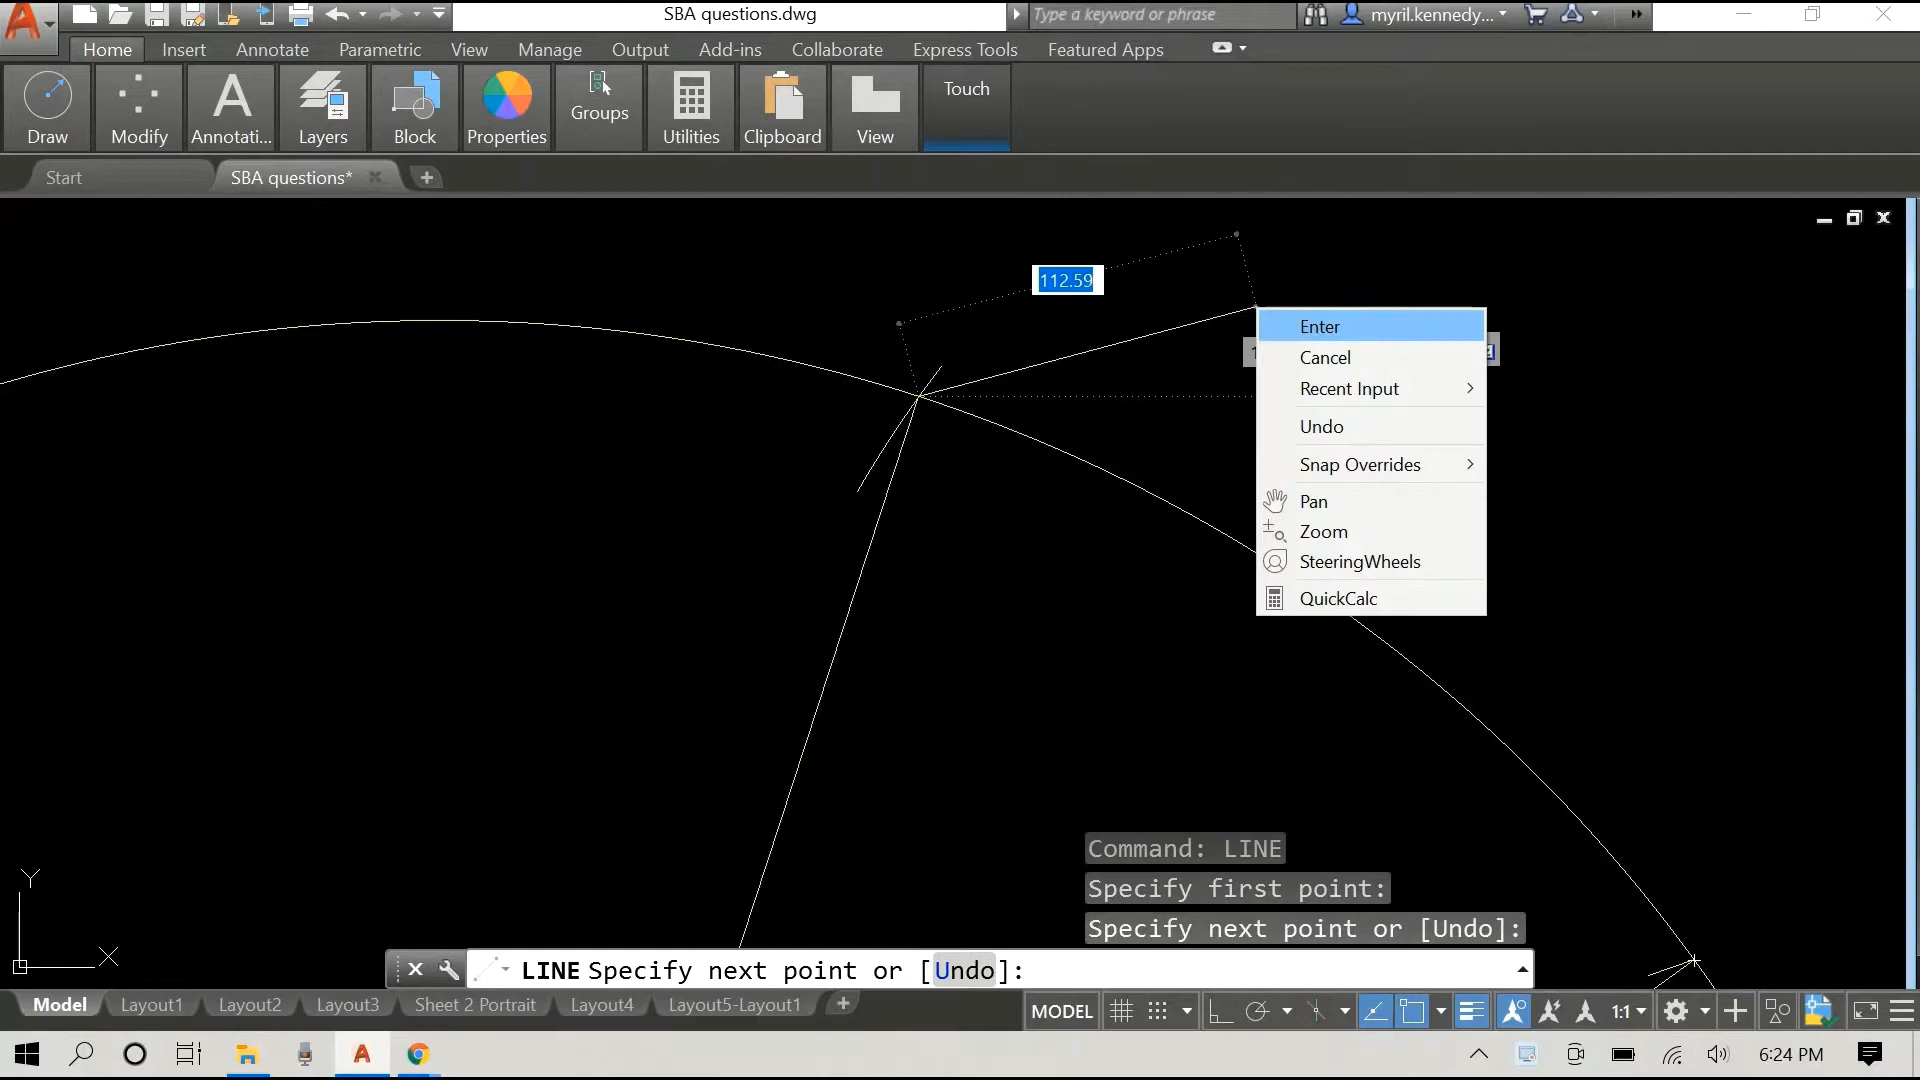 SBA questions.dwg
Type a keyword or phrase
myril.kennedy...
Home Insert Annotate Parametric View Manage Output Add-ins Collaborate Express Tools Featured Apps
Draw Modify Annotati... Layers Block Properties Groups Utilities Clipboard View Touch
Start SBA questions*
112.59
Enter
Cancel
Recent Input
Undo
Snap Overrides
Pan
Zoom
SteeringWheels
QuickCalc
Command: LINE
Specify first point:
Specify next point or [Undo]:
Y
X
LINE Specify next point or [Undo]:
Model Layout1 Layout2 Layout3 Sheet 2 Portrait Layout4 Layout5-Layout1
MODEL 1:1
6:24 PM